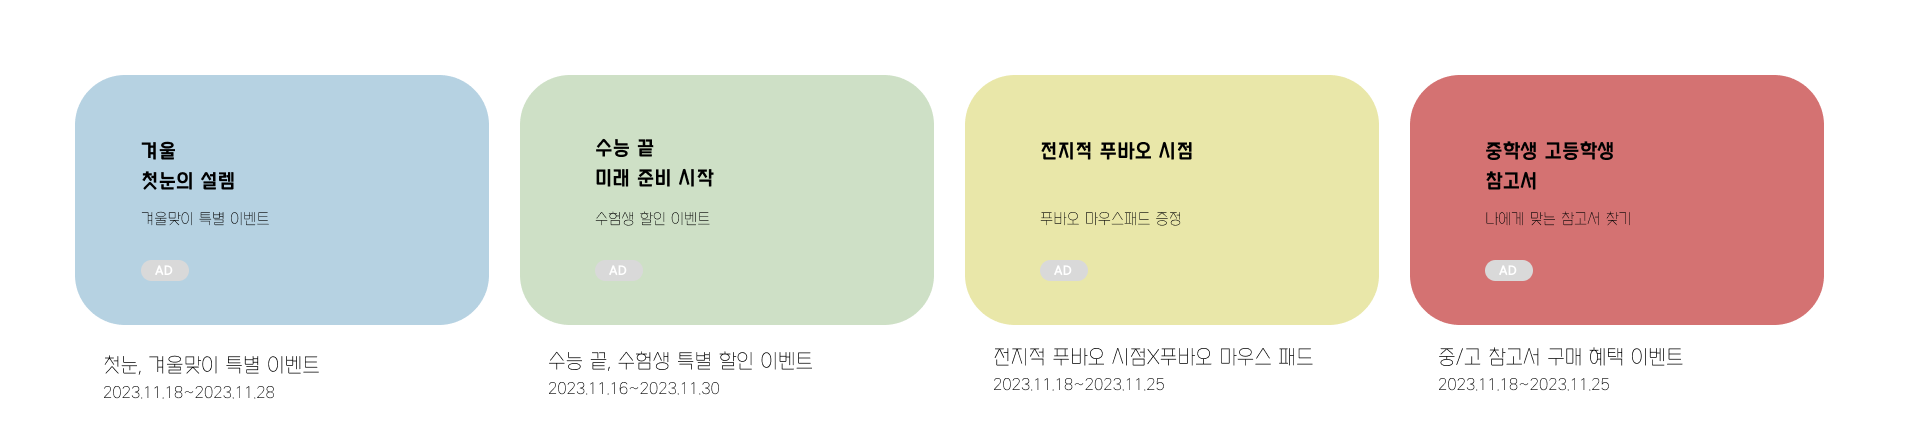 겨울
첫눈의 설렘
겨울맞이 특별 이벤트
AD
첫눈, 겨울맞이 특별 이벤트
2023.11.18~2023.11.28
수능 끝
미래 준비 시작
수험생 할인 이벤트
AD
수능 끝, 수험생 특별 할인 이벤트
2023.11.16~2023.11.30
전지적 푸바오 시점
푸바오 마우스패드 증정
AD
전지적 푸바오 시점X푸바오 마우스 패드
2023.11.18~2023.11.25
중학생 고등학생
참고서
나에게 맞는 참고서 찾기
AD
중/고 참고서 구매 혜택 이벤트
2023.11.18~2023.11.25